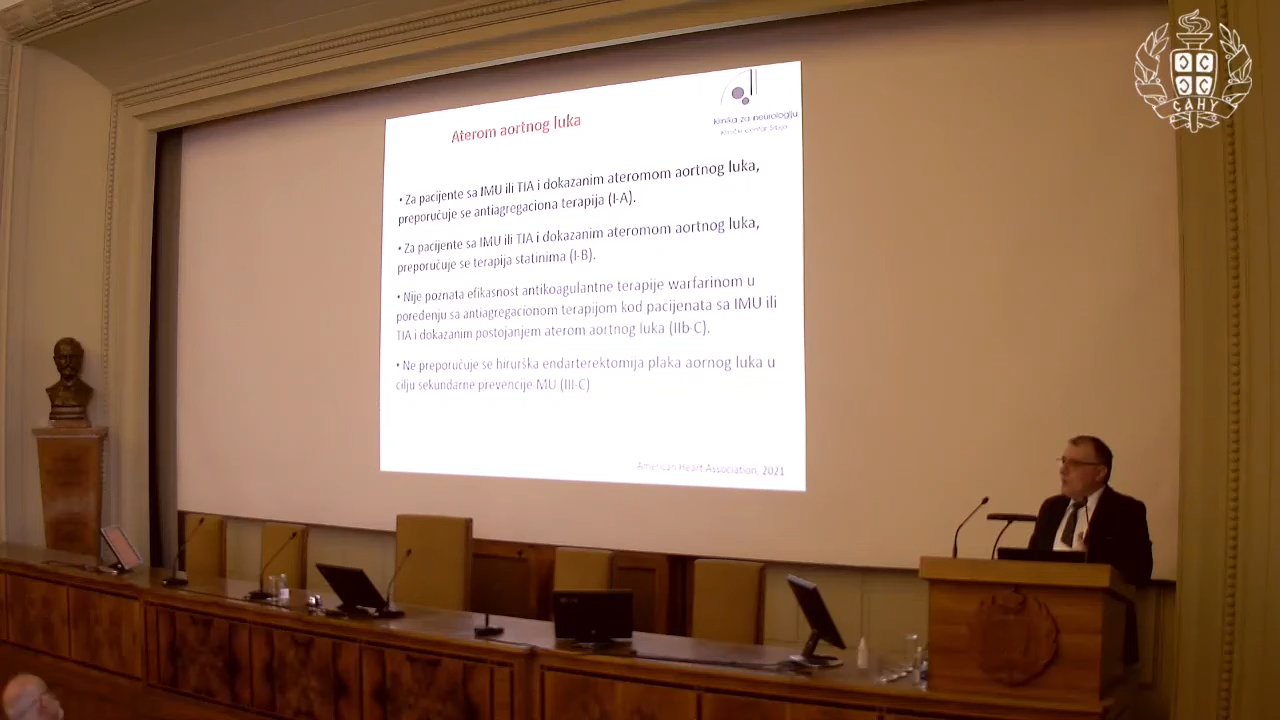 Aterom aortnog luka
Klinika za neurologiju
Klinički centar Srbije
• Za pacijente sa IMU ili TIA i dokazanim ateromom aortnog luka,
preporučuje se antiagregaciona terapija (I-A).
• Za pacijente sa IMU ili TIA i dokazanim ateromom aortnog luka,
preporučuje se terapija statinima (I-B).
• Nije poznata efikasnost antikoagulantne terapije warfarinom u
poređenju sa antiagregacionom terapijom kod pacijenata sa IMU ili
TIA i dokazanim postojanjem aterom aortnog luka (IIb-C).
• Ne preporučuje se hirurška endarterektomija plaka aornog luka u
cilju sekundarne prevencije MU (III-C)
American Heart Association, 2021
САНУ